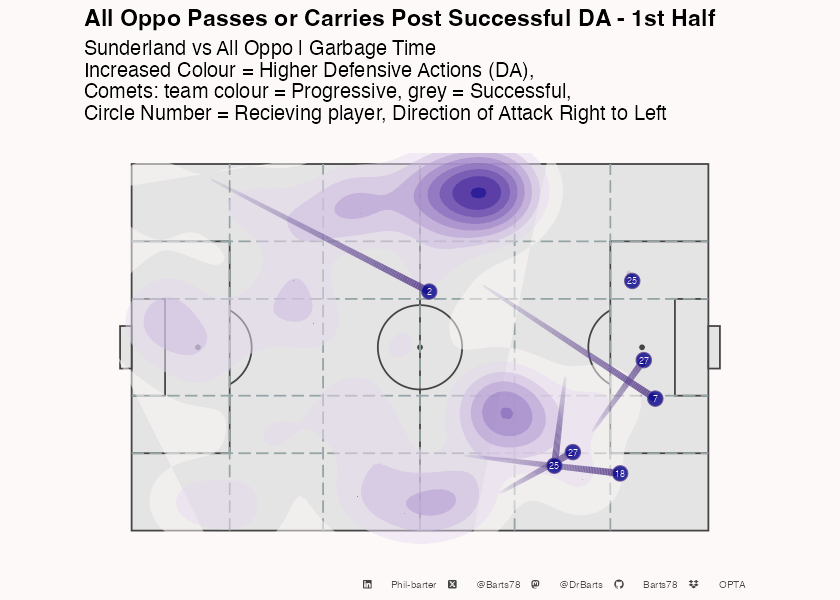 All Oppo Passes or Carries Post Successful DA - 1st Half
Sunderland vs All Oppo | Garbage Time
Increased Colour = Higher Defensive Actions (DA),
Comets: team colour = Progressive, grey = Successful,
Circle Number = Recieving player, Direction of Attack Right to Left
2
25
27
7
27
25
18
Phil-barter @Barts78 @DrBarts Barts78 OPTA